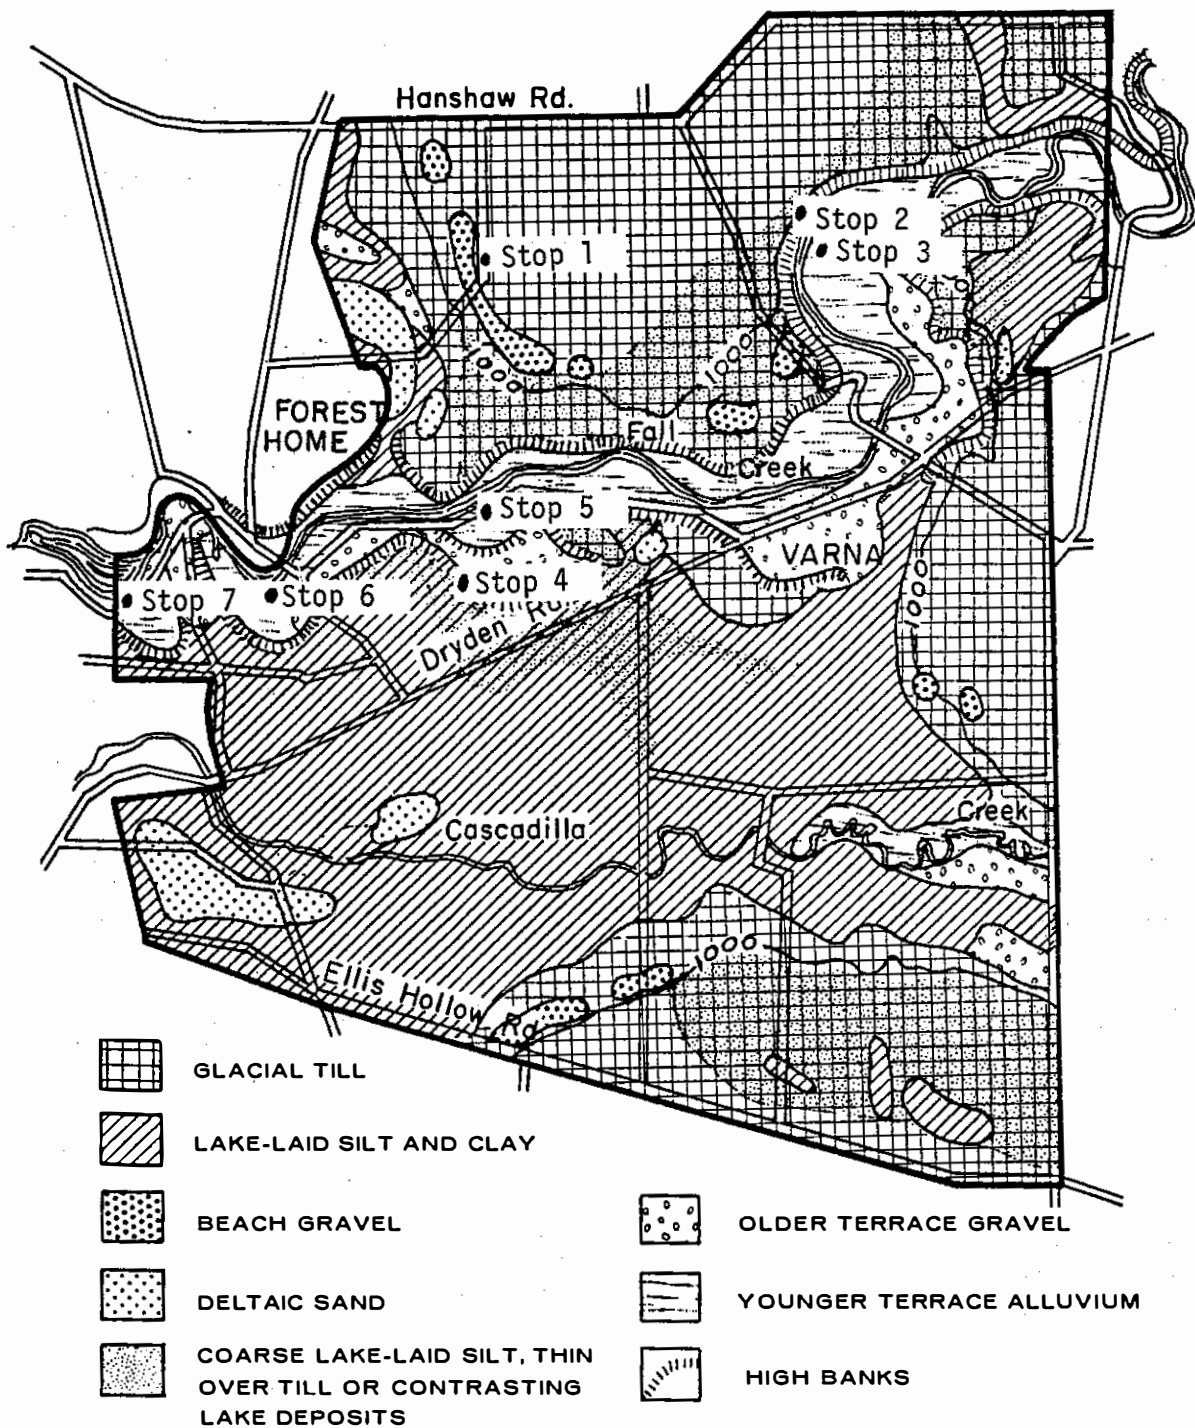 Hanshaw Rd.
Stop 2
Stop 3
Stop 1
1000
1000
FOREST
HOME
Fall
Creek
Stop 5
VARNA
Stop 4
Stop 6
Stop 7
1000
Dryden Rd.
Creek
Cascadilla
1000
Ellis Hollow Rd
GLACIAL TILL
LAKE-LAID SILT AND CLAY
BEACH GRAVEL
DELTAIC SAND
COARSE LAKE-LAID SILT, THIN
OVER TILL OR CONTRASTING
LAKE DEPOSITS
OLDER TERRACE GRAVEL
YOUNGER TERRACE ALLUVIUM
HIGH BANKS